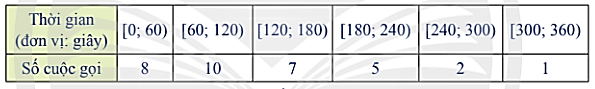 Thời gian (đơn vị: giây) [0; 60) [60; 120) [120; 180) [180; 240) [240; 300) [300; 360)
Số cuộc gọi 8 10 7 5 2 1